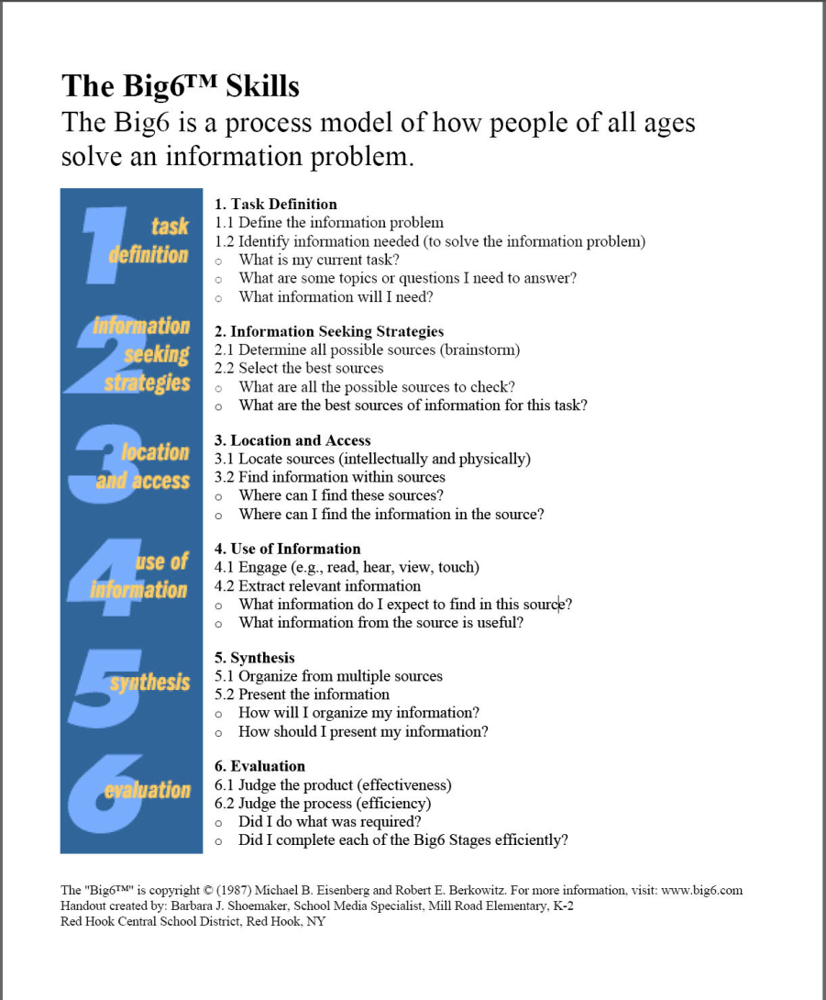 The Big6™ Skills
The Big6 is a process model of how people of all ages
solve an information problem.
1
task
definition
2
information
seeking
strategies
3
location
and access
4
use of
information
5
synthesis
6
evaluation
1. Task Definition
1.1 Define the information problem
1.2 Identify information needed (to solve the information problem)
o What is my current task?
o What are some topics or questions I need to answer?
o What information will I need?
2. Information Seeking Strategies
2.1 Determine all possible sources (brainstorm)
2.2 Select the best sources
o What are all the possible sources to check?
o What are the best sources of information for this task?
3. Location and Access
3.1 Locate sources (intellectually and physically)
3.2 Find information within sources
o Where can I find these sources?
o Where can I find the information in the source?
4. Use of Information
4.1 Engage (e.g., read, hear, view, touch)
4.2 Extract relevant information
o What information do I expect to find in this source?
o What information from the source is useful?
5. Synthesis
5.1 Organize from multiple sources
5.2 Present the information
o How will I organize my information?
o How should I present my information?
6. Evaluation
6.1 Judge the product (effectiveness)
6.2 Judge the process (efficiency)
o Did I do what was required?
o Did I complete each of the Big6 Stages efficiently?
The "Big6™" is copyright © (1987) Michael B. Eisenberg and Robert E. Berkowitz. For more information, visit: www.big6.com
Handout created by: Barbara J. Shoemaker, School Media Specialist, Mill Road Elementary, K-2
Red Hook Central School District, Red Hook, NY